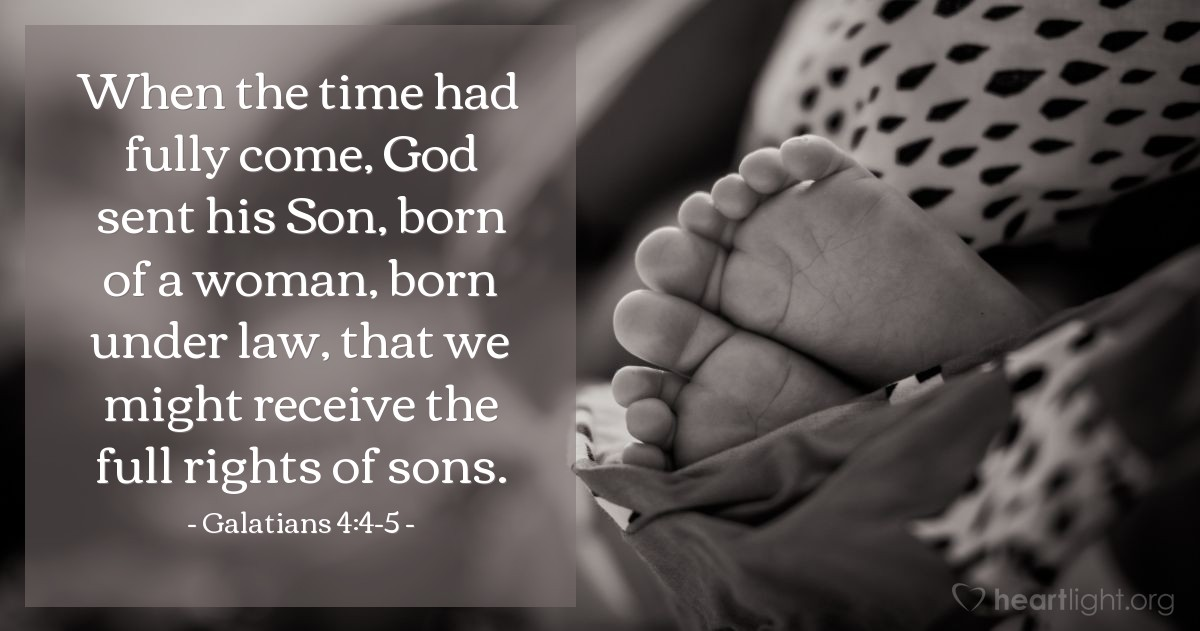 When the time had
fully come, God
sent his Son, born
of a woman, born
under law, that we
might receive the
full rights of sons.
- Galatians 4:4-5 -
heartlight.org